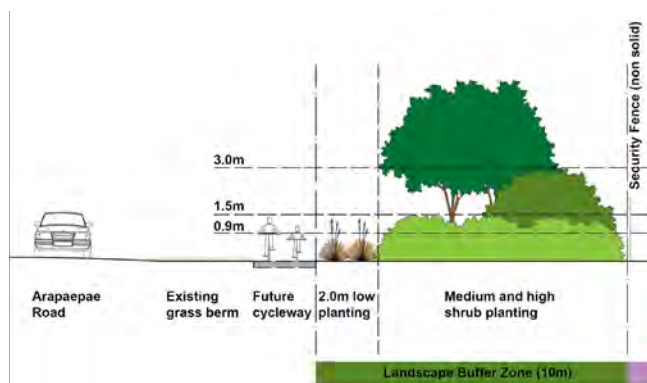 Security Fence (non solid)
3.0m
1.5m
0.9m
Arapaepae
Road
Existing
grass berm
Future
cycleway
2.0m low
planting
Medium and high
shrub planting
Landscape Buffer Zone (10m)